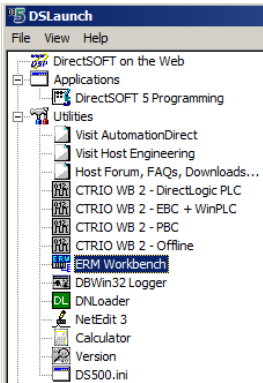 DSLaunch
File View Help
DirectSOFT on the Web
Applications
DirectSOFT 5 Programming
Utilities
Visit AutomationDirect
Visit Host Engineering
Host Forum, FAQs, Downloads...
CTRIO WB 2 - DirectLogic PLC
CTRIO WB 2 - EBC + WinPLC
CTRIO WB 2 - PBC
CTRIO WB 2 - Offline
ERM Workbench
DBWin32 Logger
DL DNLoader
NetEdit 3
Calculator
Version
DS500.ini